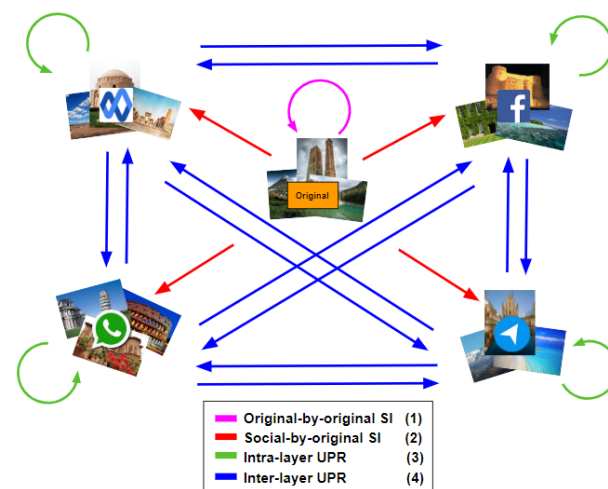 f
Original
Original-by-original SI (1)
Social-by-original SI (2)
Intra-layer UPR (3)
Inter-layer UPR (4)